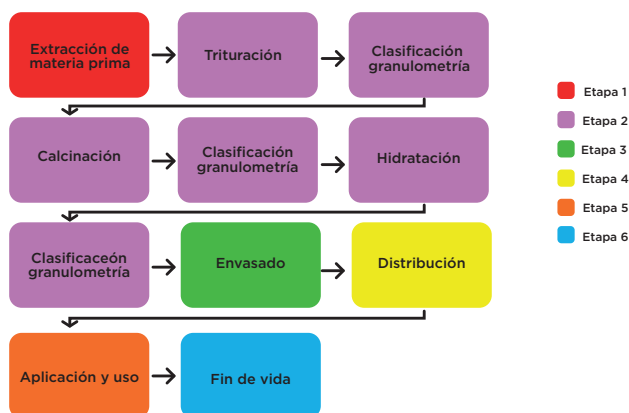 Extracción de
materia prima
Trituración
Clasificación
granulometría
Calcinación
Clasificación
granulometría
Hidratación
Clasificaceón
granulometría
Envasado
Distribución
Aplicación y uso
Fin de vida
Etapa 1
Etapa 2
Etapa 3
Etapa 4
Etapa 5
Etapa 6